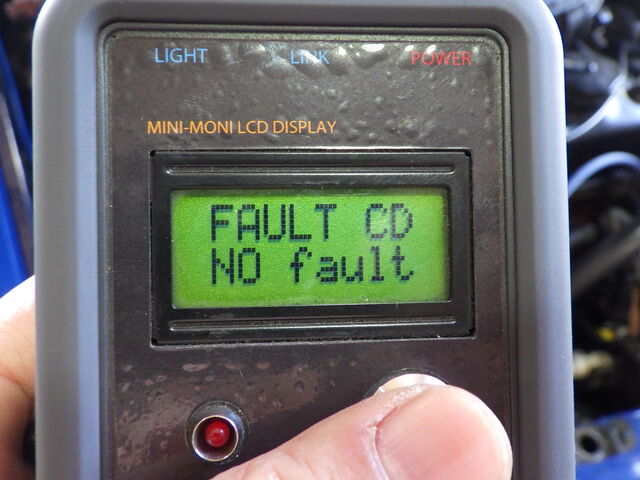 LIGHT LINK POWER
MINI-MONI LCD DISPLAY
FAULT CD
NO fault